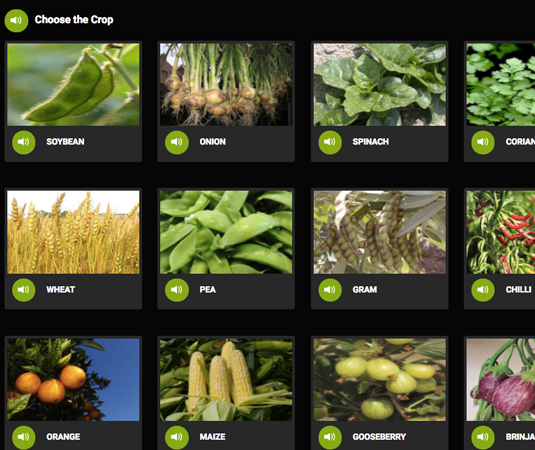 Choose the Crop
SOYBEAN
ONION
SPINACH
CORIAN
WHEAT
PEA
GRAM
CHILLI
ORANGE
MAIZE
GOOSEBERRY
BRINJA